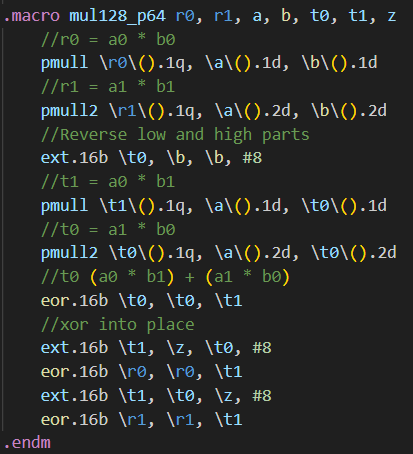 .macro mul128_p64 r0, r1, a, b, t0, t1, z
//r0 = a0 * b0
pmull \r0\().1q, \a\().1d, \b\().1d
//r1 = a1 * b1
pmull2 \r1\().1q, \a\().2d, \b\().2d
//Reverse low and high parts
ext.16b \t0, \b, \b, #8
//t1 = a0 * b1
pmull \t1\().1q, \a\().1d, \t0\().1d
//t0 = a1 * b0
pmull2 \t0\().1q, \a\().2d, \t0\().2d
//t0 (a0 * b1) + (a1 * b0)
eor.16b \t0, \t0, \t1
//xor into place
ext.16b \t1, \z, \t0, #8
eor.16b \r0, \r0, \t1
ext.16b \t1, \t0, \z, #8
eor.16b \r1, \r1, \t1
.endm